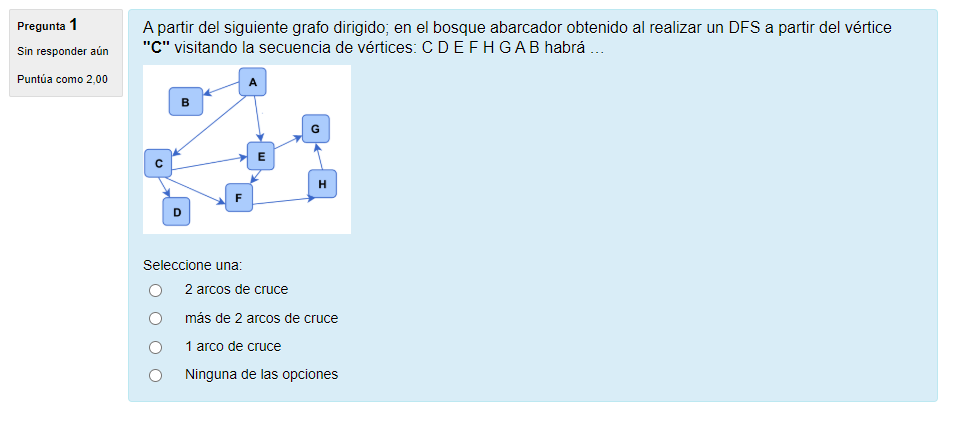 Pregunta 1
Sin responder aún
Puntúa como 2,00
A partir del siguiente grafo dirigido; en el bosque abarcador obtenido al realizar un DFS a partir del vértice
"C" visitando la secuencia de vértices: C D E F H G A B habrá ...
A
B
G
C
E
H
F
D
Seleccione una:
2 arcos de cruce
más de 2 arcos de cruce
1 arco de cruce
Ninguna de las opciones